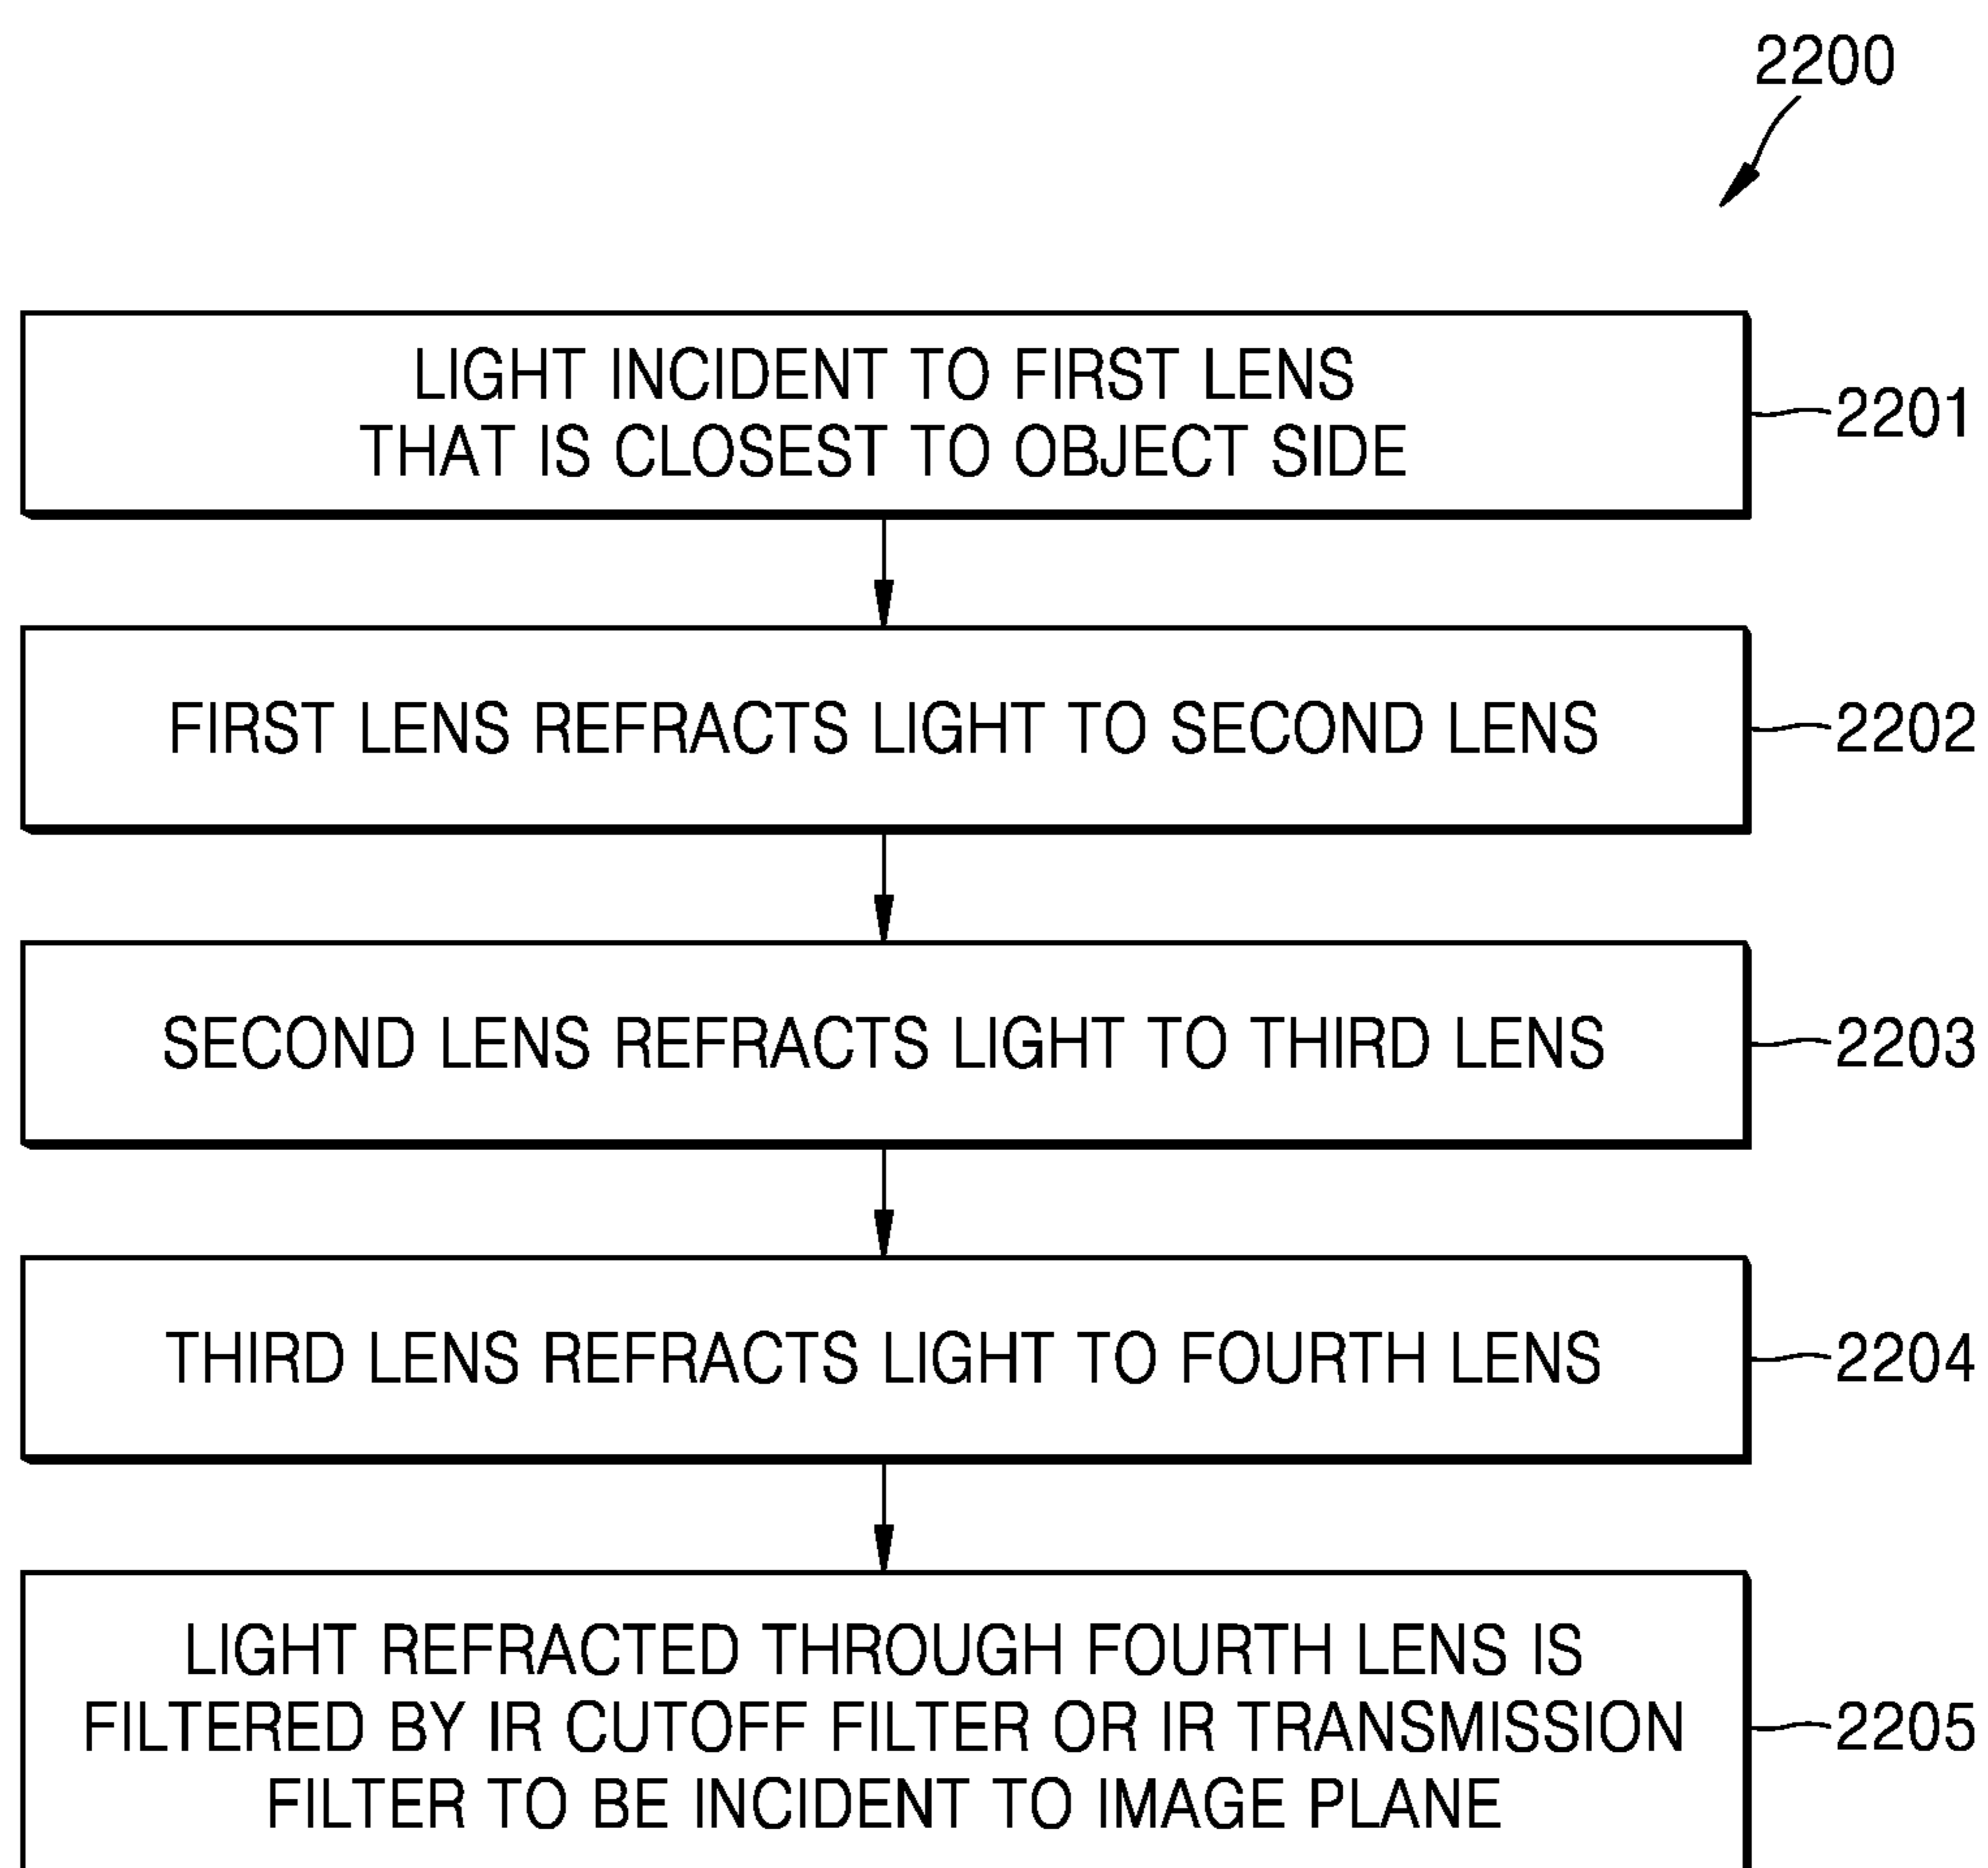 2200
LIGHT INCIDENT TO FIRST LENS
THAT IS CLOSEST TO OBJECT SIDE
2201
FIRST LENS REFRACTS LIGHT TO SECOND LENS
2202
SECOND LENS REFRACTS LIGHT TO THIRD LENS
2203
THIRD LENS REFRACTS LIGHT TO FOURTH LENS
2204
LIGHT REFRACTED THROUGH FOURTH LENS IS
FILTERED BY IR CUTOFF FILTER OR IR TRANSMISSION
FILTER TO BE INCIDENT TO IMAGE PLANE
2205